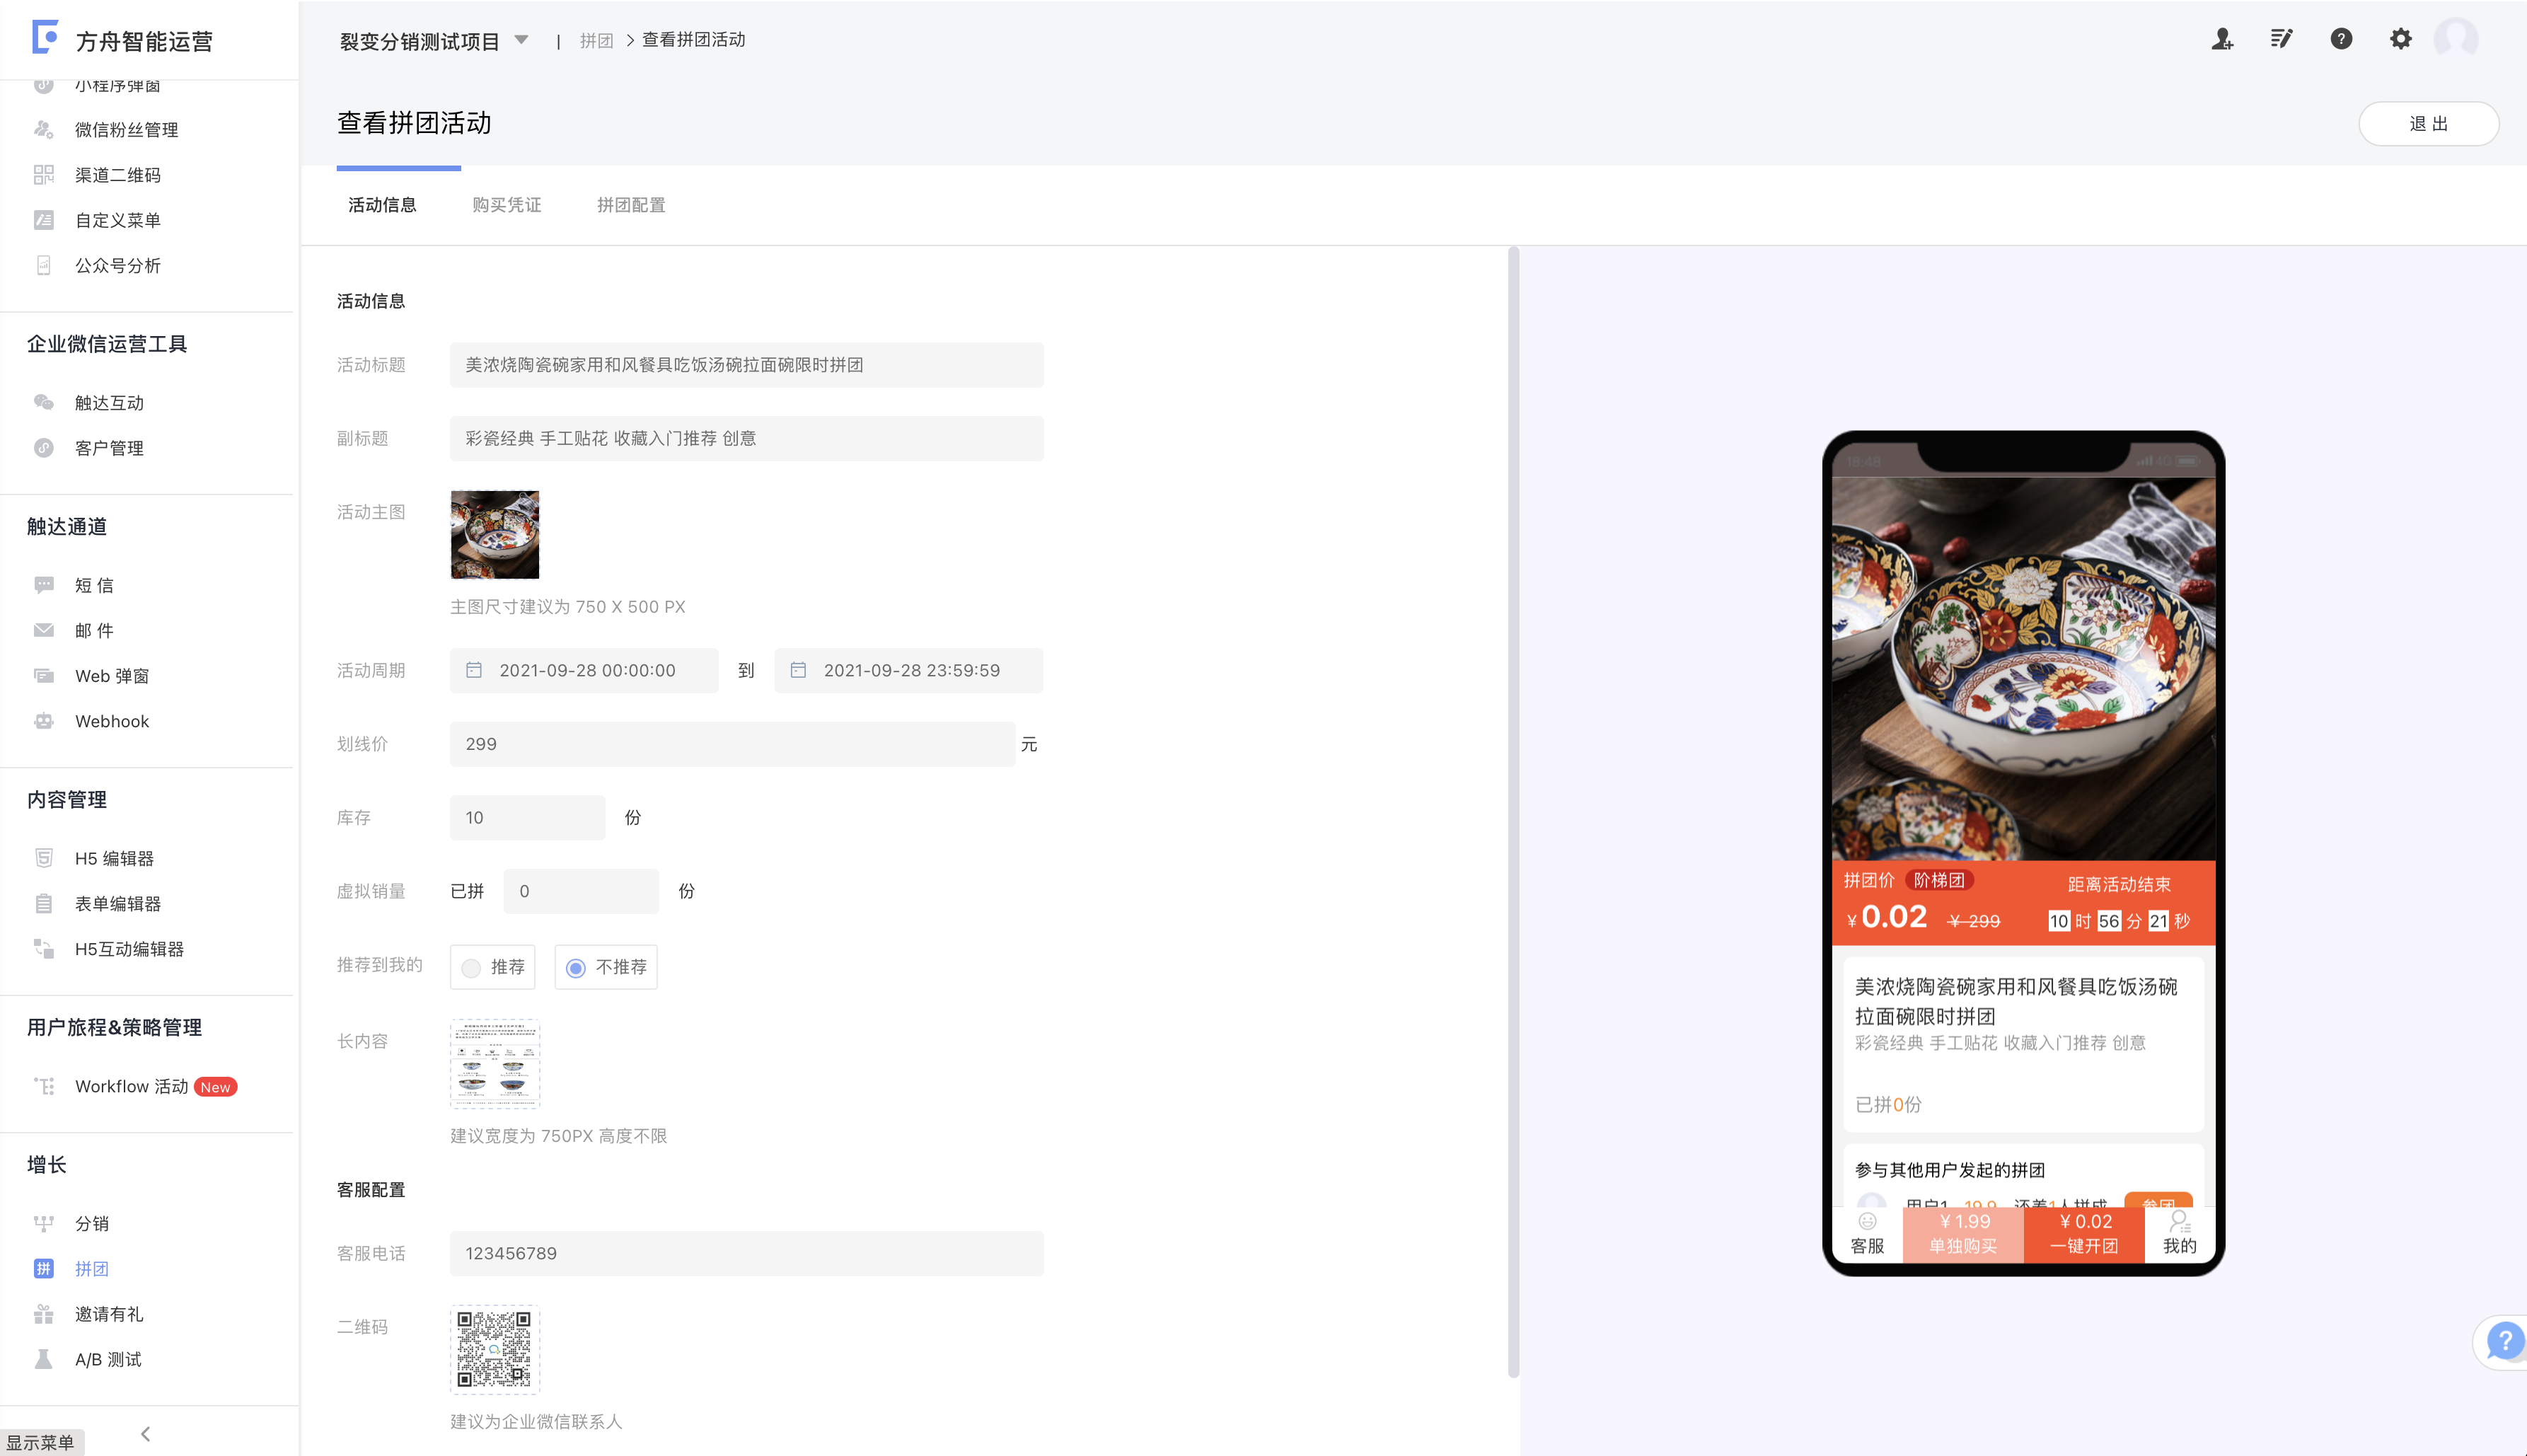 方舟智能运营
小程序弹窗
微信粉丝管理
渠道二维码
自定义菜单
公众号分析
企业微信运营工具
触达互动
客户管理
触达通道
短 信
邮 件
Web 弹窗
Webhook
内容管理
H5 编辑器
表单编辑器
H5互动编辑器
用户旅程&策略管理
Workflow 活动 New
增长
分销
拼 拼团
邀请有礼
A/B 测试
显示菜单
裂变分销测试项目 | 拼团 > 查看拼团活动
查看拼团活动
退 出
活动信息 购买凭证 拼团配置
活动信息
活动标题 美浓烧陶瓷碗家用和风餐具吃饭汤碗拉面碗限时拼团
副标题 彩瓷经典 手工贴花 收藏入门推荐 创意
活动主图
主图尺寸建议为 750 X 500 PX
活动周期 2021-09-28 00:00:00 到 2021-09-28 23:59:59
划线价 299 元
库存 10 份
虚拟销量 已拼 0 份
推荐到我的 推荐 不推荐
长内容
建议宽度为 750PX 高度不限
客服配置
客服电话 123456789
二维码
建议为企业微信联系人
18:48 4G
拼团价 阶梯团 距离活动结束
¥ 0.02 ¥ 299 10 时 56 分 21 秒
美浓烧陶瓷碗家用和风餐具吃饭汤碗
拉面碗限时拼团
彩瓷经典 手工贴花 收藏入门推荐 创意
已拼0份
参与其他用户发起的拼团
用户1 19.9 还差1人拼成 参团
¥ 1.99 ¥ 0.02
客服 单独购买 一键开团 我的